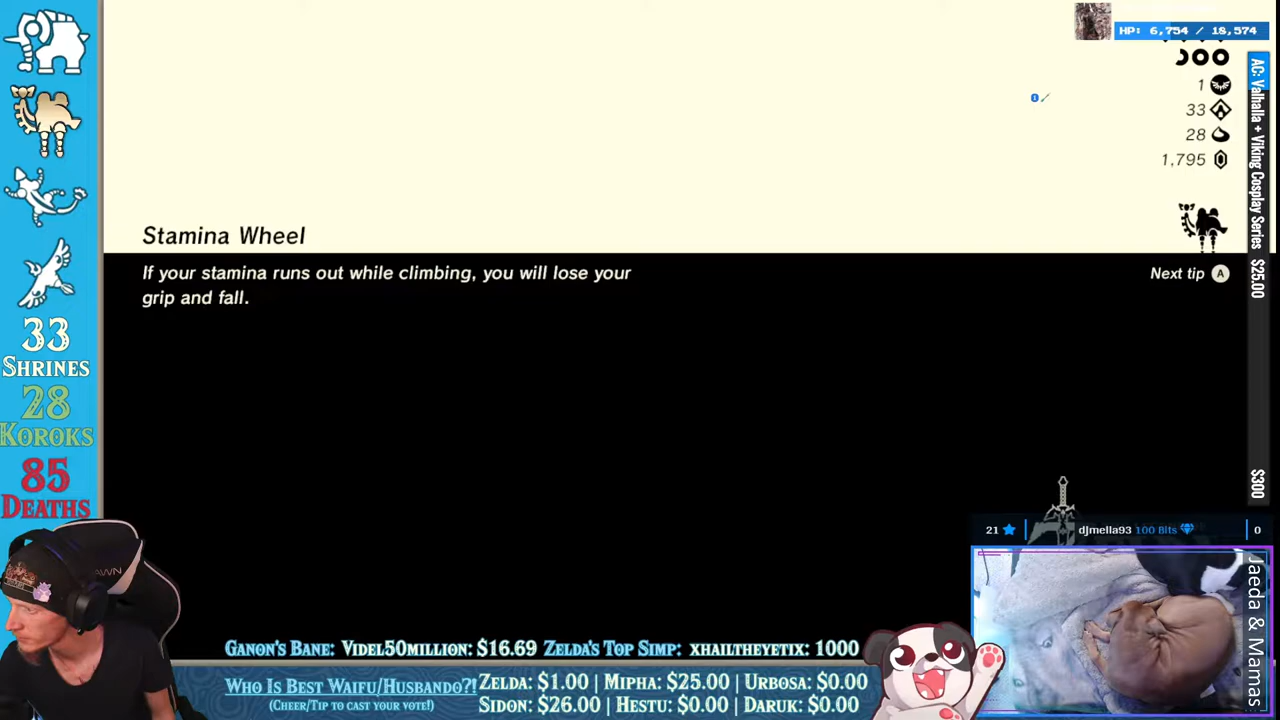 HP: 6,754 / 18,574
1
33
28
1,795
Stamina Wheel
If your stamina runs out while climbing, you will lose your
grip and fall.
Next tip A
AC: Valhalla + Viking Cosplay Series $25.00
$300
33
SHRINES
28
KOROKS
85
DEATHS
21
djmella93 100 Bits
0
Jaeda & Mamas
GANON'S BANE: VIDEL50MILLION: $16.69 ZELDA'S TOP SIMP: XHAILTHEYETIX: 1000
WHO IS BEST WAIFU/HUSBANDO?!
(CHEER/TIP TO CAST YOUR VOTE!)
ZELDA: $1.00 | MIPHA: $25.00 | URBOSA: $0.00
SIDON: $26.00 | HESTU: $0.00 | DARUK: $0.00